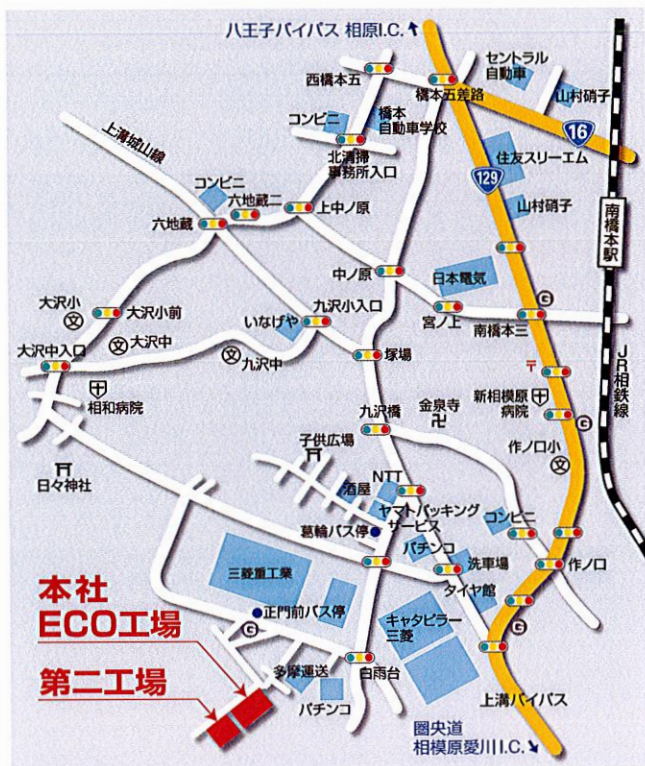 八王子バイパス 相原I.C.
セントラル
自動車
西橋本五
橋本五差路
山村硝子
コンビニ
橋本
自動車学校
16
上溝城山線
北清掃
事務所入口
住友スリーエム
129
コンビニ
六地蔵二
上中ノ原
山村硝子
六地蔵
南橋本駅
中ノ原
日本電気
大沢小
文
大沢小前
いなげや
九沢小入口
宮ノ上
G
南橋本三
大沢中入口
文
大沢中
文
九沢中
塚場
〒
JR相鉄線
相和病院
九沢橋
金泉寺
卍
新相模原
病院
G
子供広場
作ノ口小
文
日々神社
酒屋
NTT
ヤマトパッキング
サービス
コンビニ
葛輪バス停
パチンコ
洗車場
作ノ口
三菱重工業
タイヤ館
本社
ECO工場
正門前バス停
キャタピラー
三菱
G
G
第二工場
多摩運送
白雨台
パチンコ
上溝バイパス
圏央道
相模原愛川I.C.